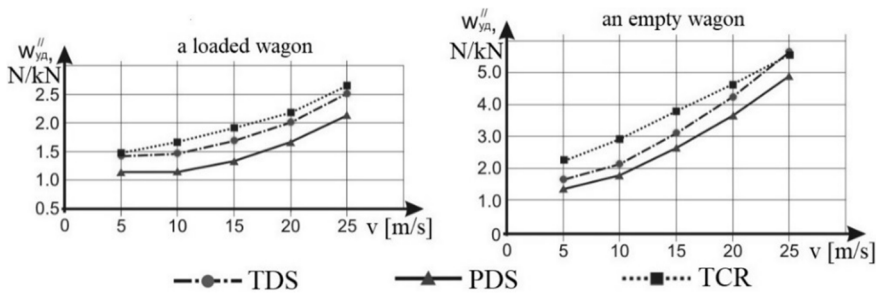 a loaded wagon
w″уд,
N/kN
2.5
2.0
1.5
1.0
0.5
0 5 10 15 20 25 v [m/s]
an empty wagon
w″уд,
N/kN
5.0
4.0
3.0
2.0
1.0
0
0 5 10 15 20 25 v [m/s]
TDS PDS TCR